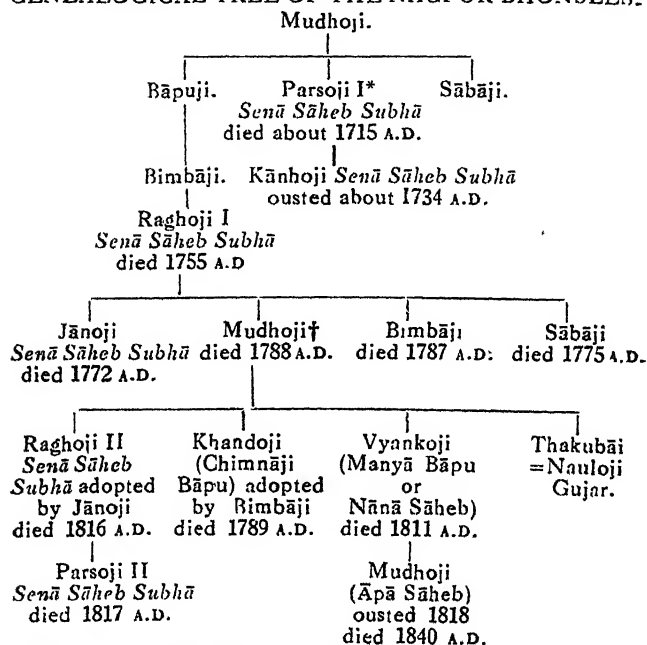 GENEALOGICAL TREE OF THE NAGPUR BHONSLES.
Mudhoji.
Bāpuji. Parsoji I* Sābāji.
Senā Sāheb Subhā
died about 1715 A.D.
Bimbāji. Kānhoji Senā Sāheb Subhā
ousted about 1734 A.D.
Raghoji I
Senā Sāheb Subhā
died 1755 A.D
Jānoji Mudhoji† Bimbāji Sābāji
Senā Sāheb Subhā died 1788 A.D. died 1787 A.D. died 1775 A.D.
died 1772 A.D.
Raghoji II Khandoji Vyankoji Thakubāi
Senā Sāheb (Chimnāji (Manyā Bāpu =Nauloji
Subhā adopted Bāpu) adopted or Gujar.
by Jānoji by Bimbāji Nānā Sāheb)
died 1816 A.D. died 1789 A.D. died 1811 A.D.
Parsoji II Mudhoji
Senā Sāheb Subhā (Āpā Sāheb)
died 1817 A.D. ousted 1818
died 1840 A.D.